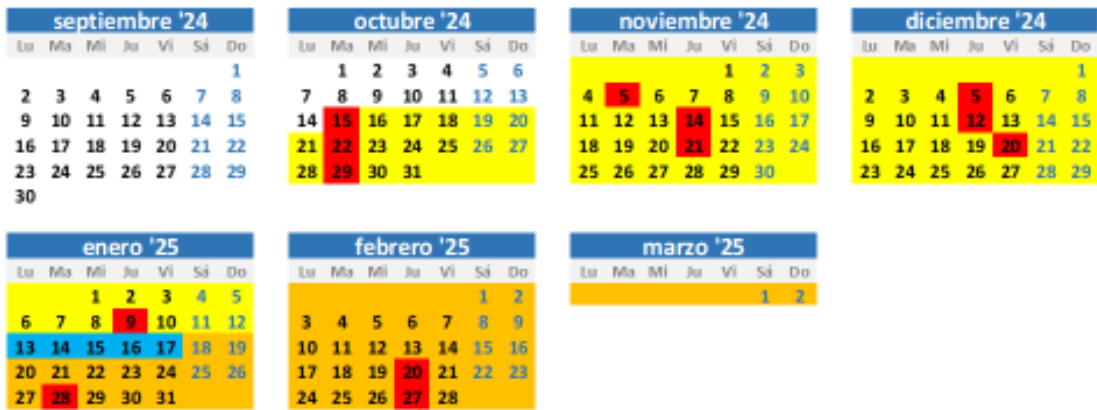 septiembre '24 octubre '24 noviembre '24 diciembre '24
Lu Ma Mi Ju Vi Sá Do Lu Ma Mi Ju Vi Sá Do Lu Ma Mi Ju Vi Sá Do Lu Ma Mi Ju Vi Sá Do
1 1 2 3 4 5 6 1 2 3 1
2 3 4 5 6 7 8 7 8 9 10 11 12 13 4 5 6 7 8 9 10 2 3 4 5 6 7 8
9 10 11 12 13 14 15 14 15 16 17 18 19 20 11 12 13 14 15 16 17 9 10 11 12 13 14 15
16 17 18 19 20 21 22 21 22 23 24 25 26 27 18 19 20 21 22 23 24 16 17 18 19 20 21 22
23 24 25 26 27 28 29 28 29 30 31 25 26 27 28 29 30 23 24 25 26 27 28 29
30
enero '25 febrero '25 marzo '25
Lu Ma Mi Ju Vi Sá Do Lu Ma Mi Ju Vi Sá Do Lu Ma Mi Ju Vi Sá Do
1 2 3 4 5 1 2 1 2
6 7 8 9 10 11 12 3 4 5 6 7 8 9
13 14 15 16 17 18 19 10 11 12 13 14 15 16
20 21 22 23 24 25 26 17 18 19 20 21 22 23
27 28 29 30 31 24 25 26 27 28